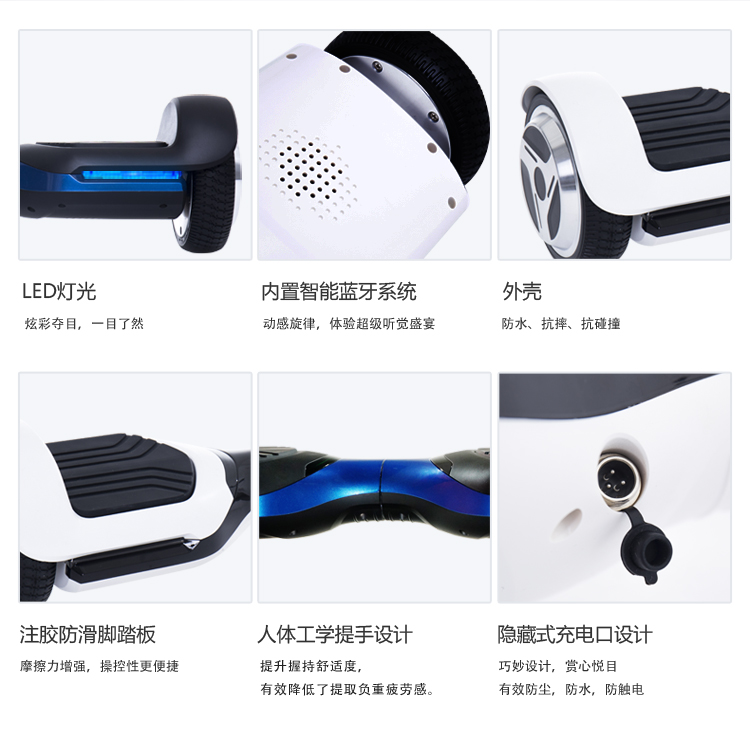 LED灯光
炫彩夺目，一目了然
内置智能蓝牙系统
动感旋律，体验超级听觉盛宴
外壳
防水、抗摔、抗碰撞
注胶防滑脚踏板
摩擦力增强，操控性更便捷
人体工学提手设计
提升握持舒适度，
有效降低了提取负重疲劳感。
隐藏式充电口设计
巧妙设计，赏心悦目
有效防尘，防水，防触电